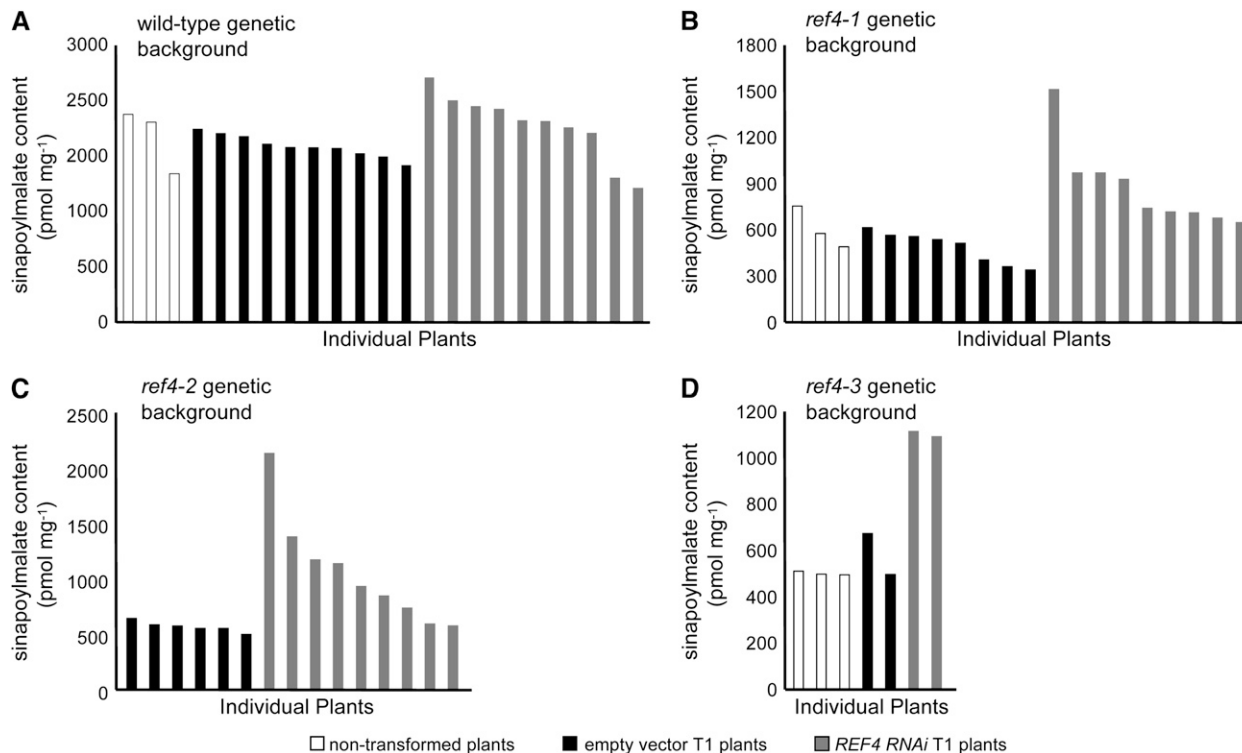 A
wild-type genetic
background
sinapoylmalate content
(pmol mg-1)
3000
2500
2000
1000
500
0
Individual Plants
B
ref4-1 genetic
background
sinapoylmalate content
(pmol mg-1)
1800
1500
1200
900
600
300
0
Individual Plants
C
ref4-2 genetic
background
sinapoylmalate content
(pmol mg-1)
2500
2000
1500
1000
500
0
Individual Plants
D
ref4-3 genetic
background
sinapoylmalate content
(pmol mg-1)
1200
1000
800
600
400
200
0
Individual Plants
non-transformed plants
empty vector T1 plants
REF4 RNAi T1 plants